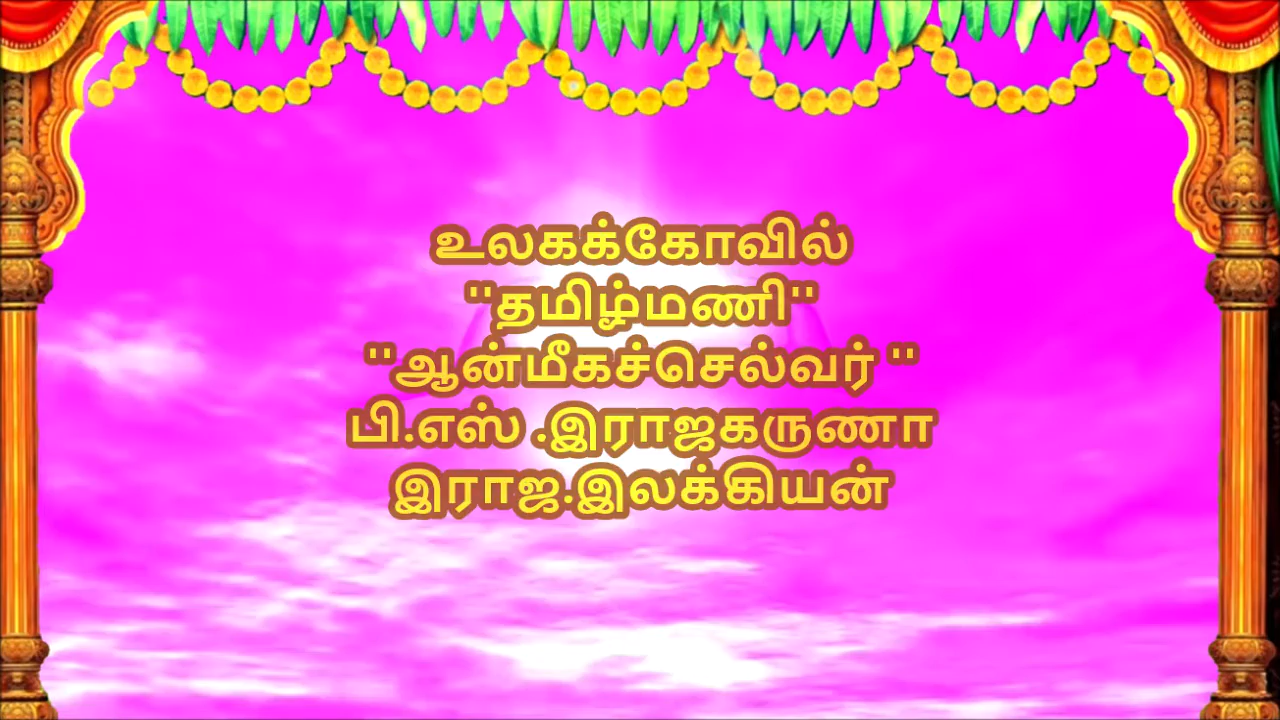 உலகக்கோவில்
"தமிழ்மணி"
"ஆன்மீகச்செல்வர் "
பி.எஸ் .இராஜகருணா
இராஜ.இலக்கியன்